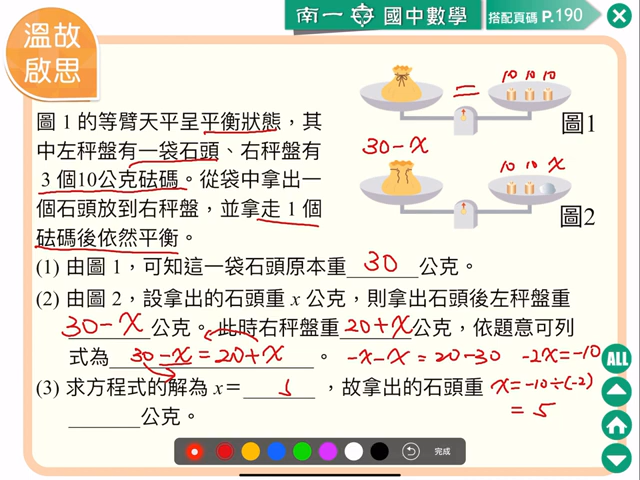 南一 國中數學 搭配頁碼 P.190
溫故
啟思
10 10 10
=
圖1
30-x
10 10 x
圖2
圖 1 的等臂天平呈平衡狀態，其
中左秤盤有一袋石頭、右秤盤有
3 個10公克砝碼。從袋中拿出一
個石頭放到右秤盤，並拿走 1 個
砝碼後依然平衡。
(1) 由圖 1，可知這一袋石頭原本重 30 公克。
(2) 由圖 2，設拿出的石頭重 x 公克，則拿出石頭後左秤盤重
30-x 公克。此時右秤盤重 20+x 公克，依題意可列
式為 30-x=20+x 。 -x-x=20-30 -2x=-10
(3) 求方程式的解為 x= 5 ，故拿出的石頭重 x=-10÷(-2)
公克。 =5
ALL
完成